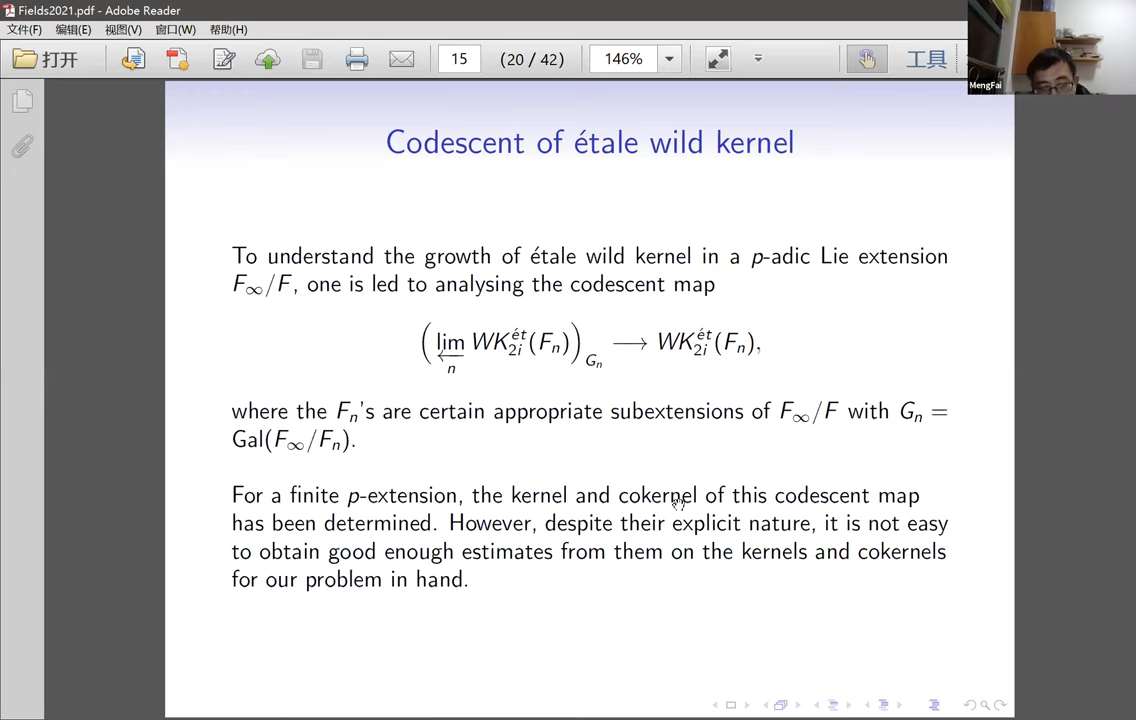 Fields2021.pdf - Adobe Reader
文件(F) 编辑(E) 视图(V) 窗口(W) 帮助(H)
打开 15 (20 / 42) 146% 工具
MengFai
Codescent of étale wild kernel
To understand the growth of étale wild kernel in a p-adic Lie extension
F∞/F, one is led to analysing the codescent map
(lim← n WK^ét_2i(F_n))_G_n ⟶ WK^ét_2i(F_n),
where the F_n's are certain appropriate subextensions of F∞/F with G_n =
Gal(F∞/F_n).
For a finite p-extension, the kernel and cokernel of this codescent map
has been determined. However, despite their explicit nature, it is not easy
to obtain good enough estimates from them on the kernels and cokernels
for our problem in hand.